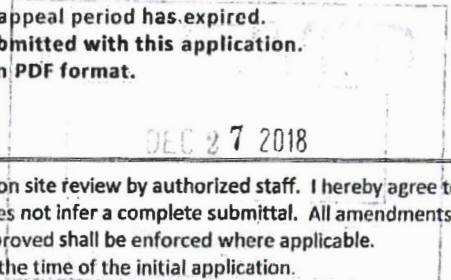 appeal period has expired.
bmitted with this application.
n PDF format.
DEC 27 2018
on site review by authorized staff. I hereby agree t
es not infer a complete submittal. All amendments
proved shall be enforced where applicable.
the time of the initial application.